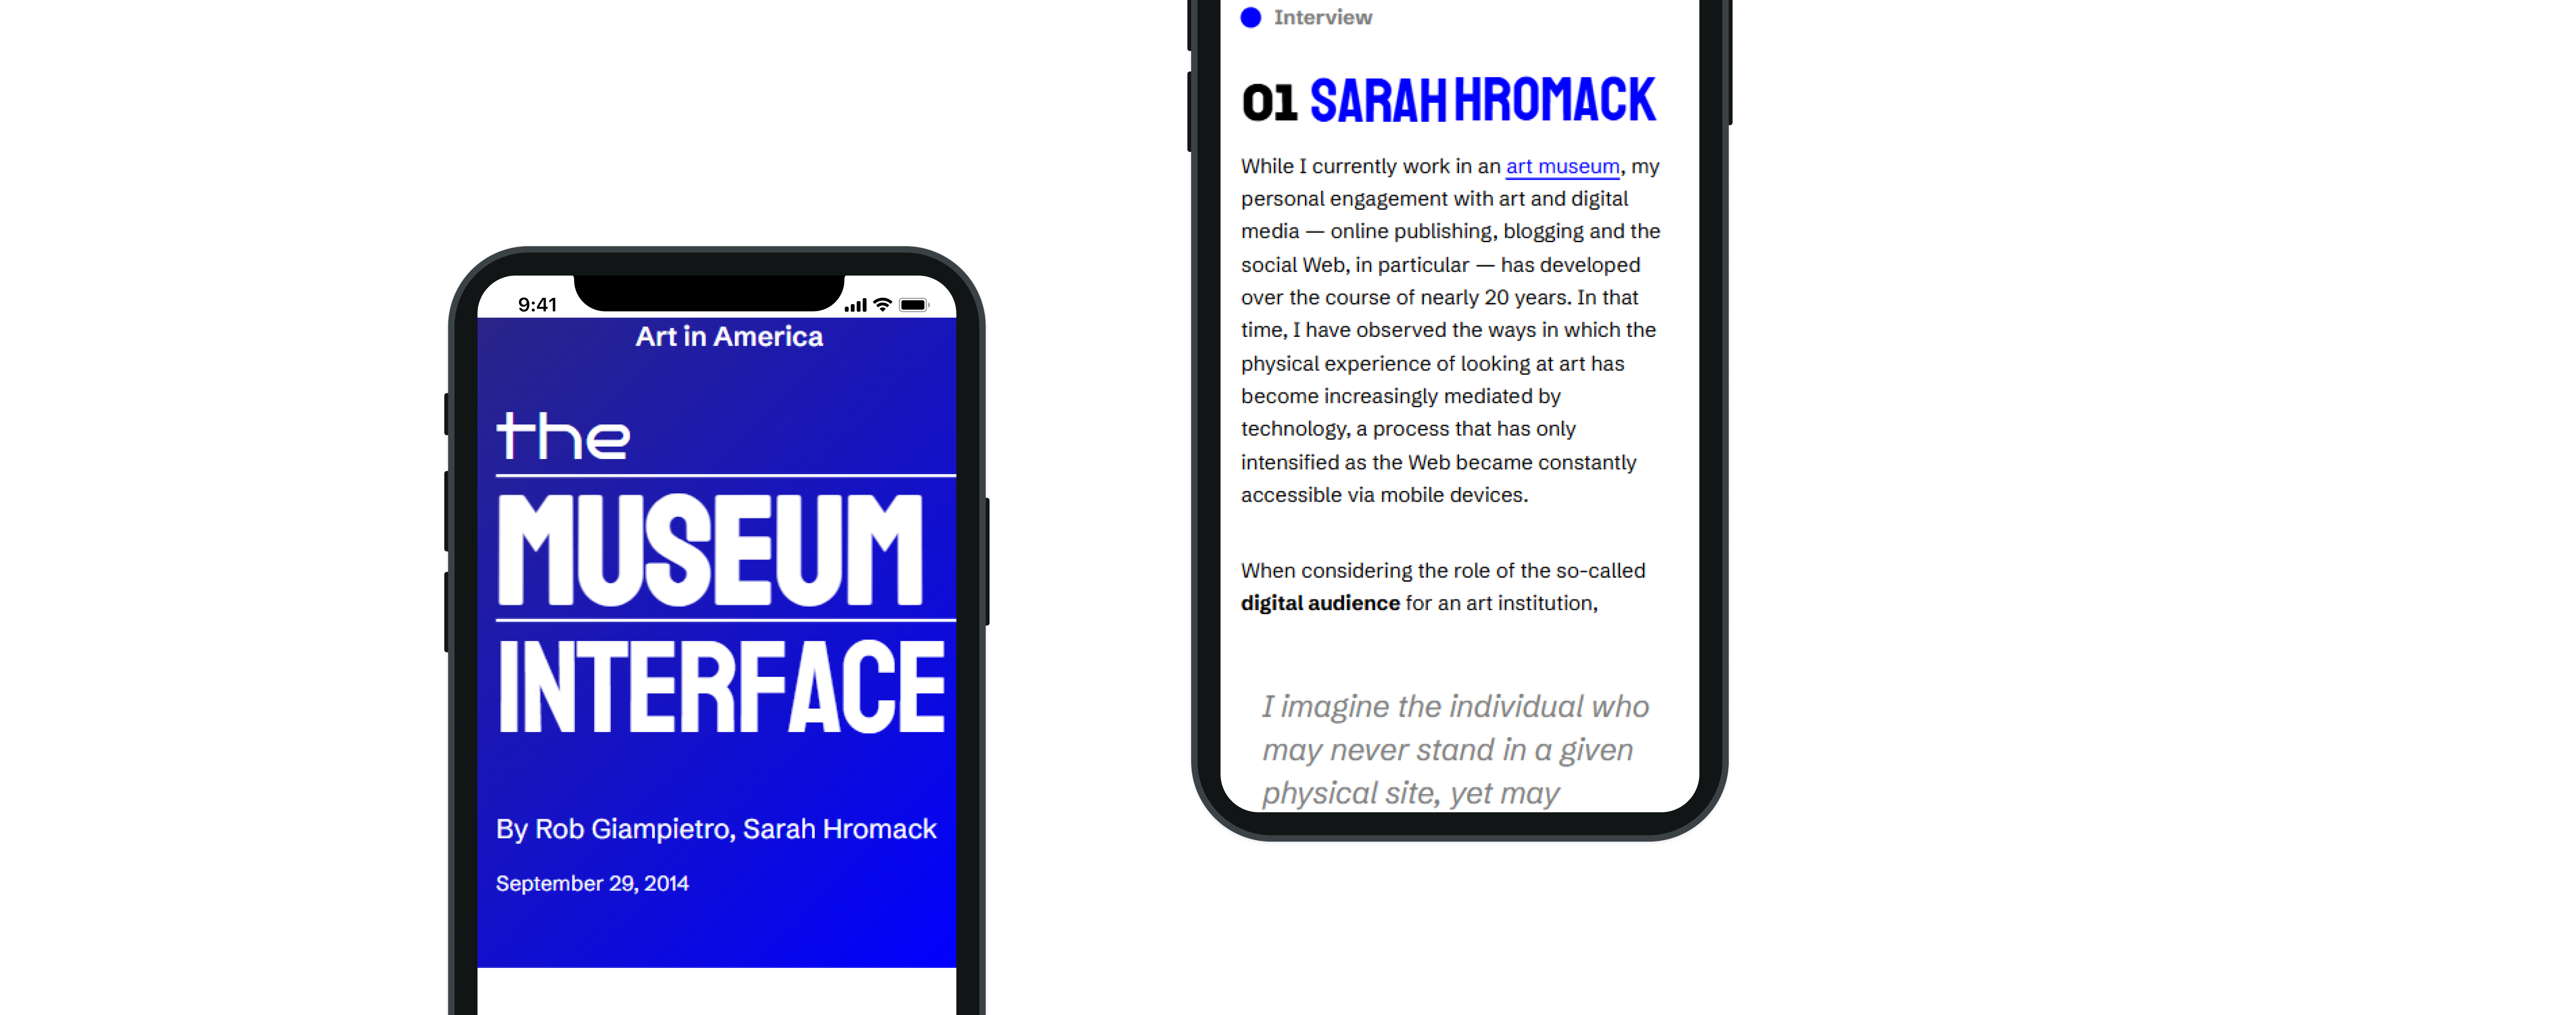 9:41
Art in America
the
MUSEUM
INTERFACE
By Rob Giampietro, Sarah Hromack
September 29, 2014
Interview
01 SARAH HROMACK
While I currently work in an art museum, my
personal engagement with art and digital
media — online publishing, blogging and the
social Web, in particular — has developed
over the course of nearly 20 years. In that
time, I have observed the ways in which the
physical experience of looking at art has
become increasingly mediated by
technology, a process that has only
intensified as the Web became constantly
accessible via mobile devices.
When considering the role of the so-called
digital audience for an art institution,
I imagine the individual who
may never stand in a given
physical site, yet may